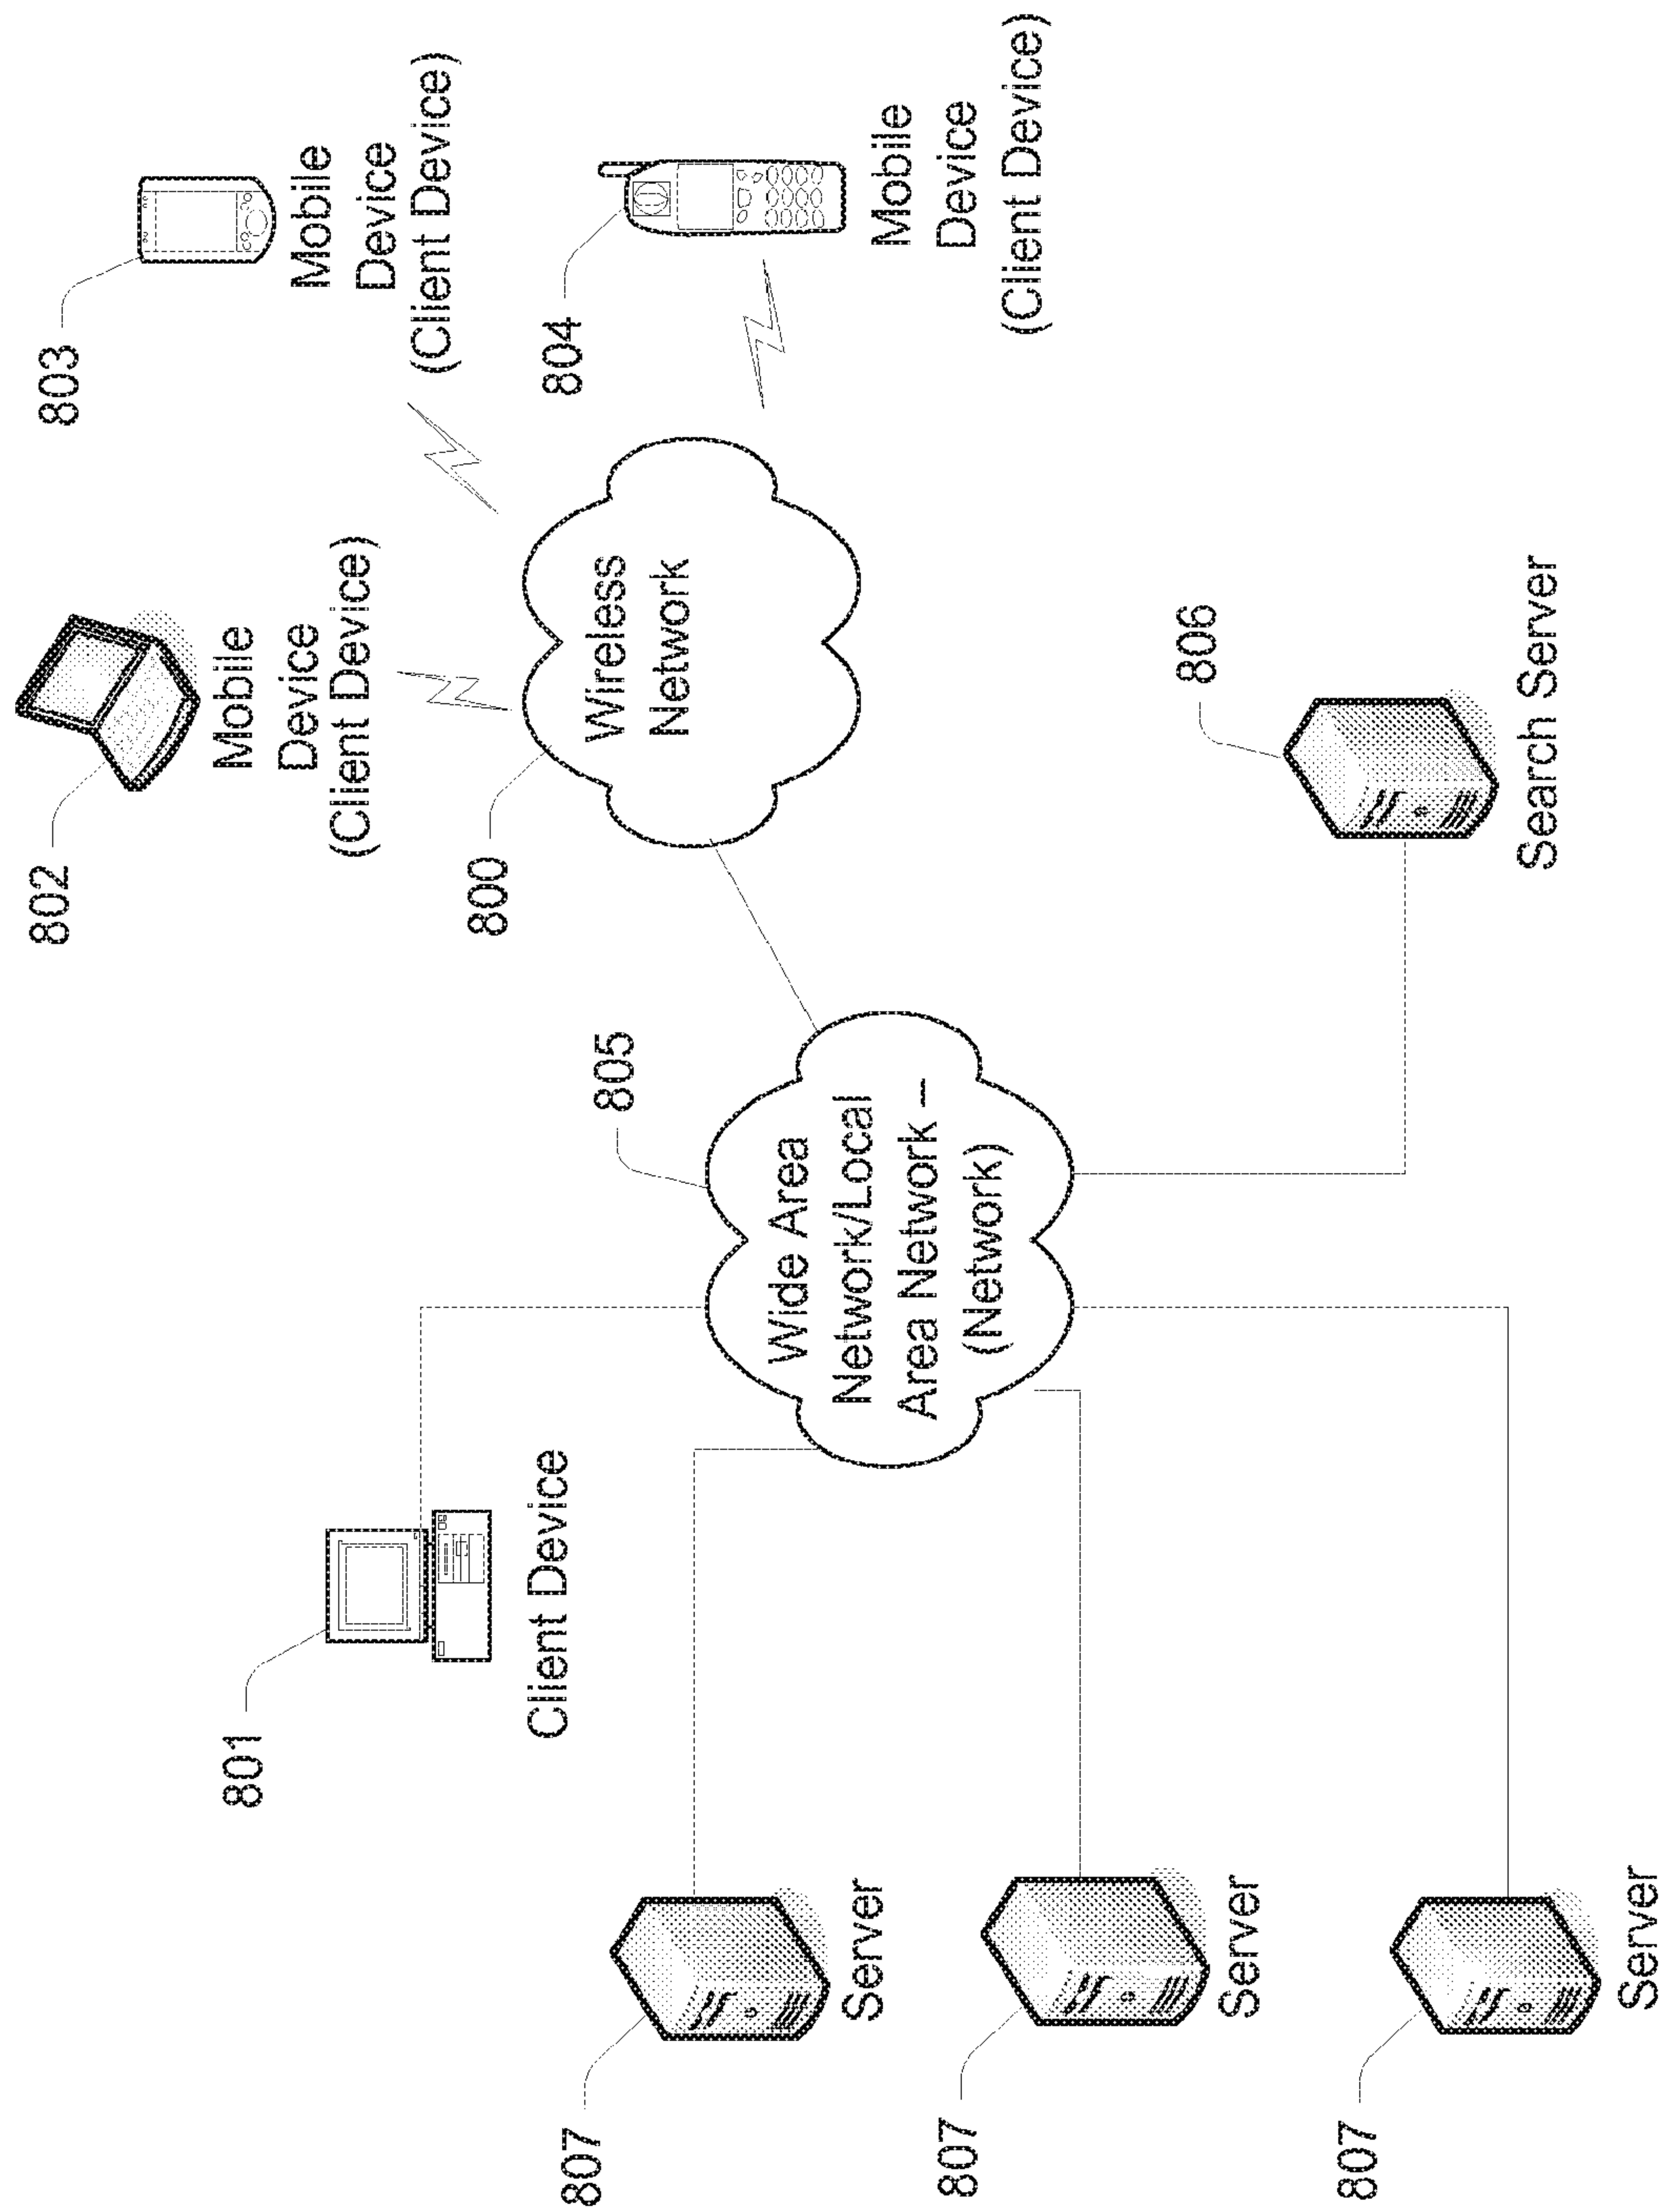 802
Mobile
Device
(Client Device)
803
Mobile
Device
(Client Device)
801
Client Device
800
Wireless
Network
804
Mobile
Device
(Client Device)
805
Wide Area
Network/Local
Area Network –
(Network)
807
Server
807
Server
807
Server
806
Search Server